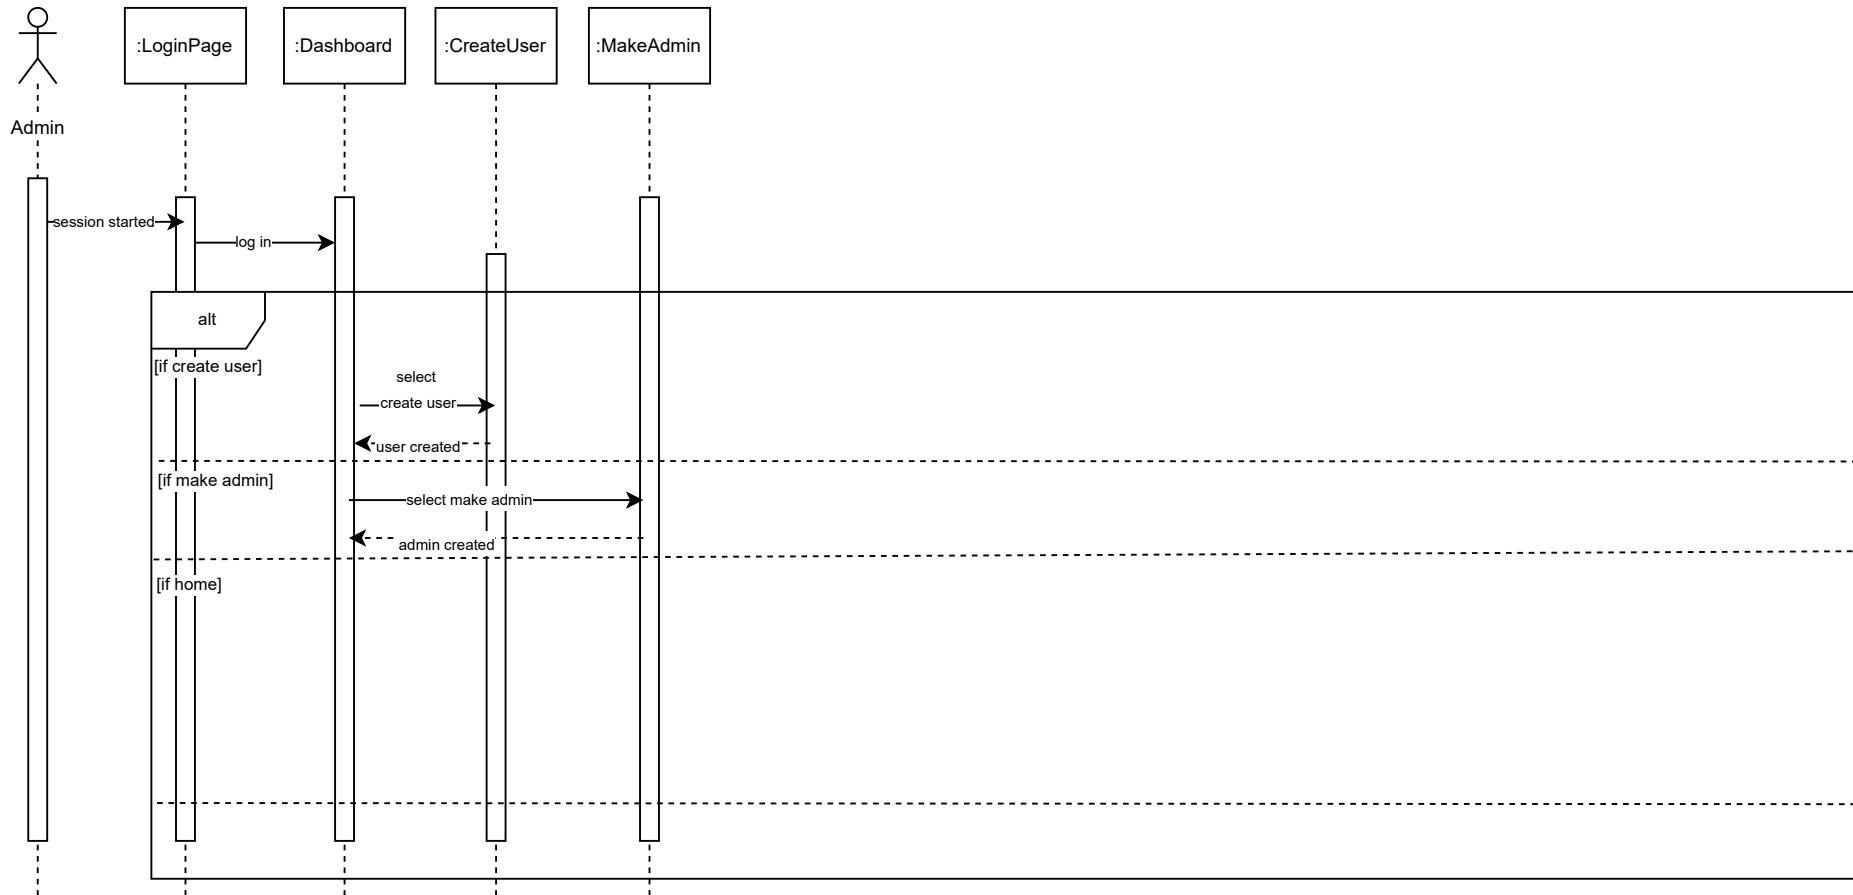 :LoginPage
:Dashboard
:CreateUser
:MakeAdmin
Admin
session started
log in
alt
[if create user]
select
create user
user created
[if make admin]
select make admin
admin created
[if home]